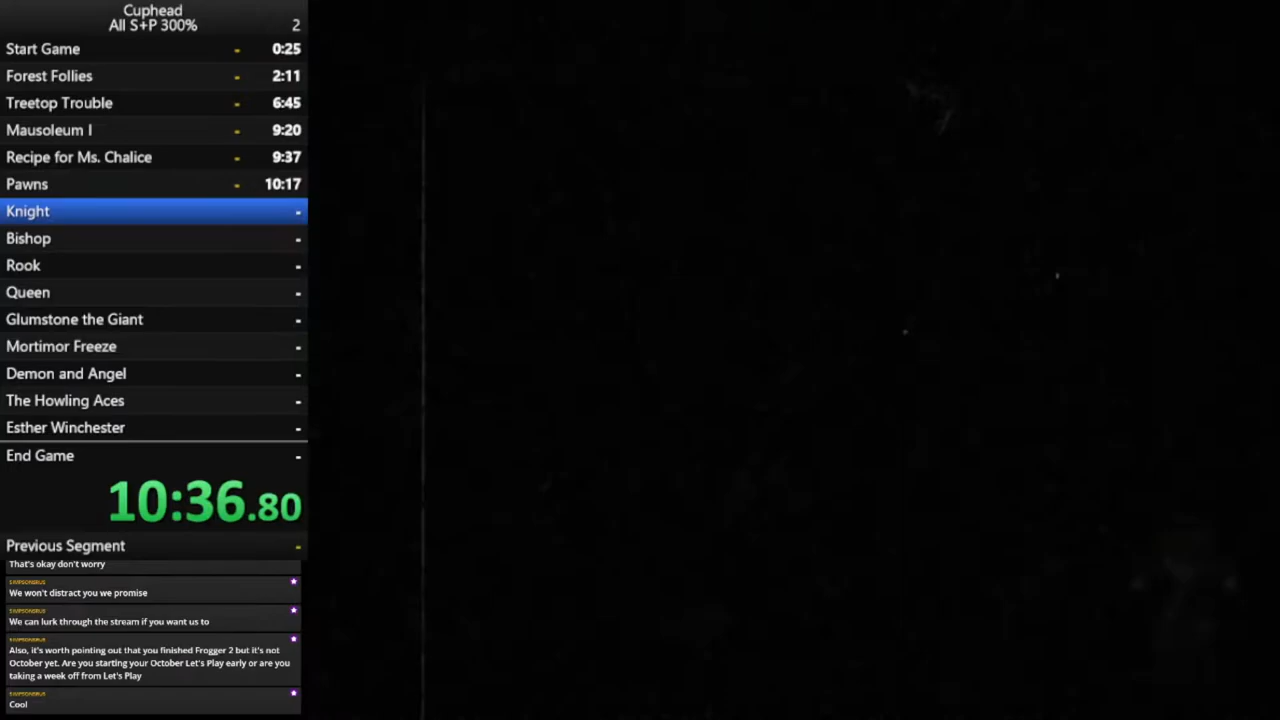 Cuphead
All S+P 300%
2
Start Game - 0:25
Forest Follies - 2:11
Treetop Trouble - 6:45
Mausoleum I - 9:20
Recipe for Ms. Chalice - 9:37
Pawns - 10:17
Knight -
Bishop -
Rook -
Queen -
Glumstone the Giant -
Mortimor Freeze -
Demon and Angel -
The Howling Aces -
Esther Winchester -
End Game -
10:36.80
Previous Segment -
That's okay don't worry
We won't distract you we promise
We can lurk through the stream if you want us to
Also, it's worth pointing out that you finished Frogger 2 but it's not
October yet. Are you starting your October Let's Play early or are you
taking a week off from Let's Play
Cool